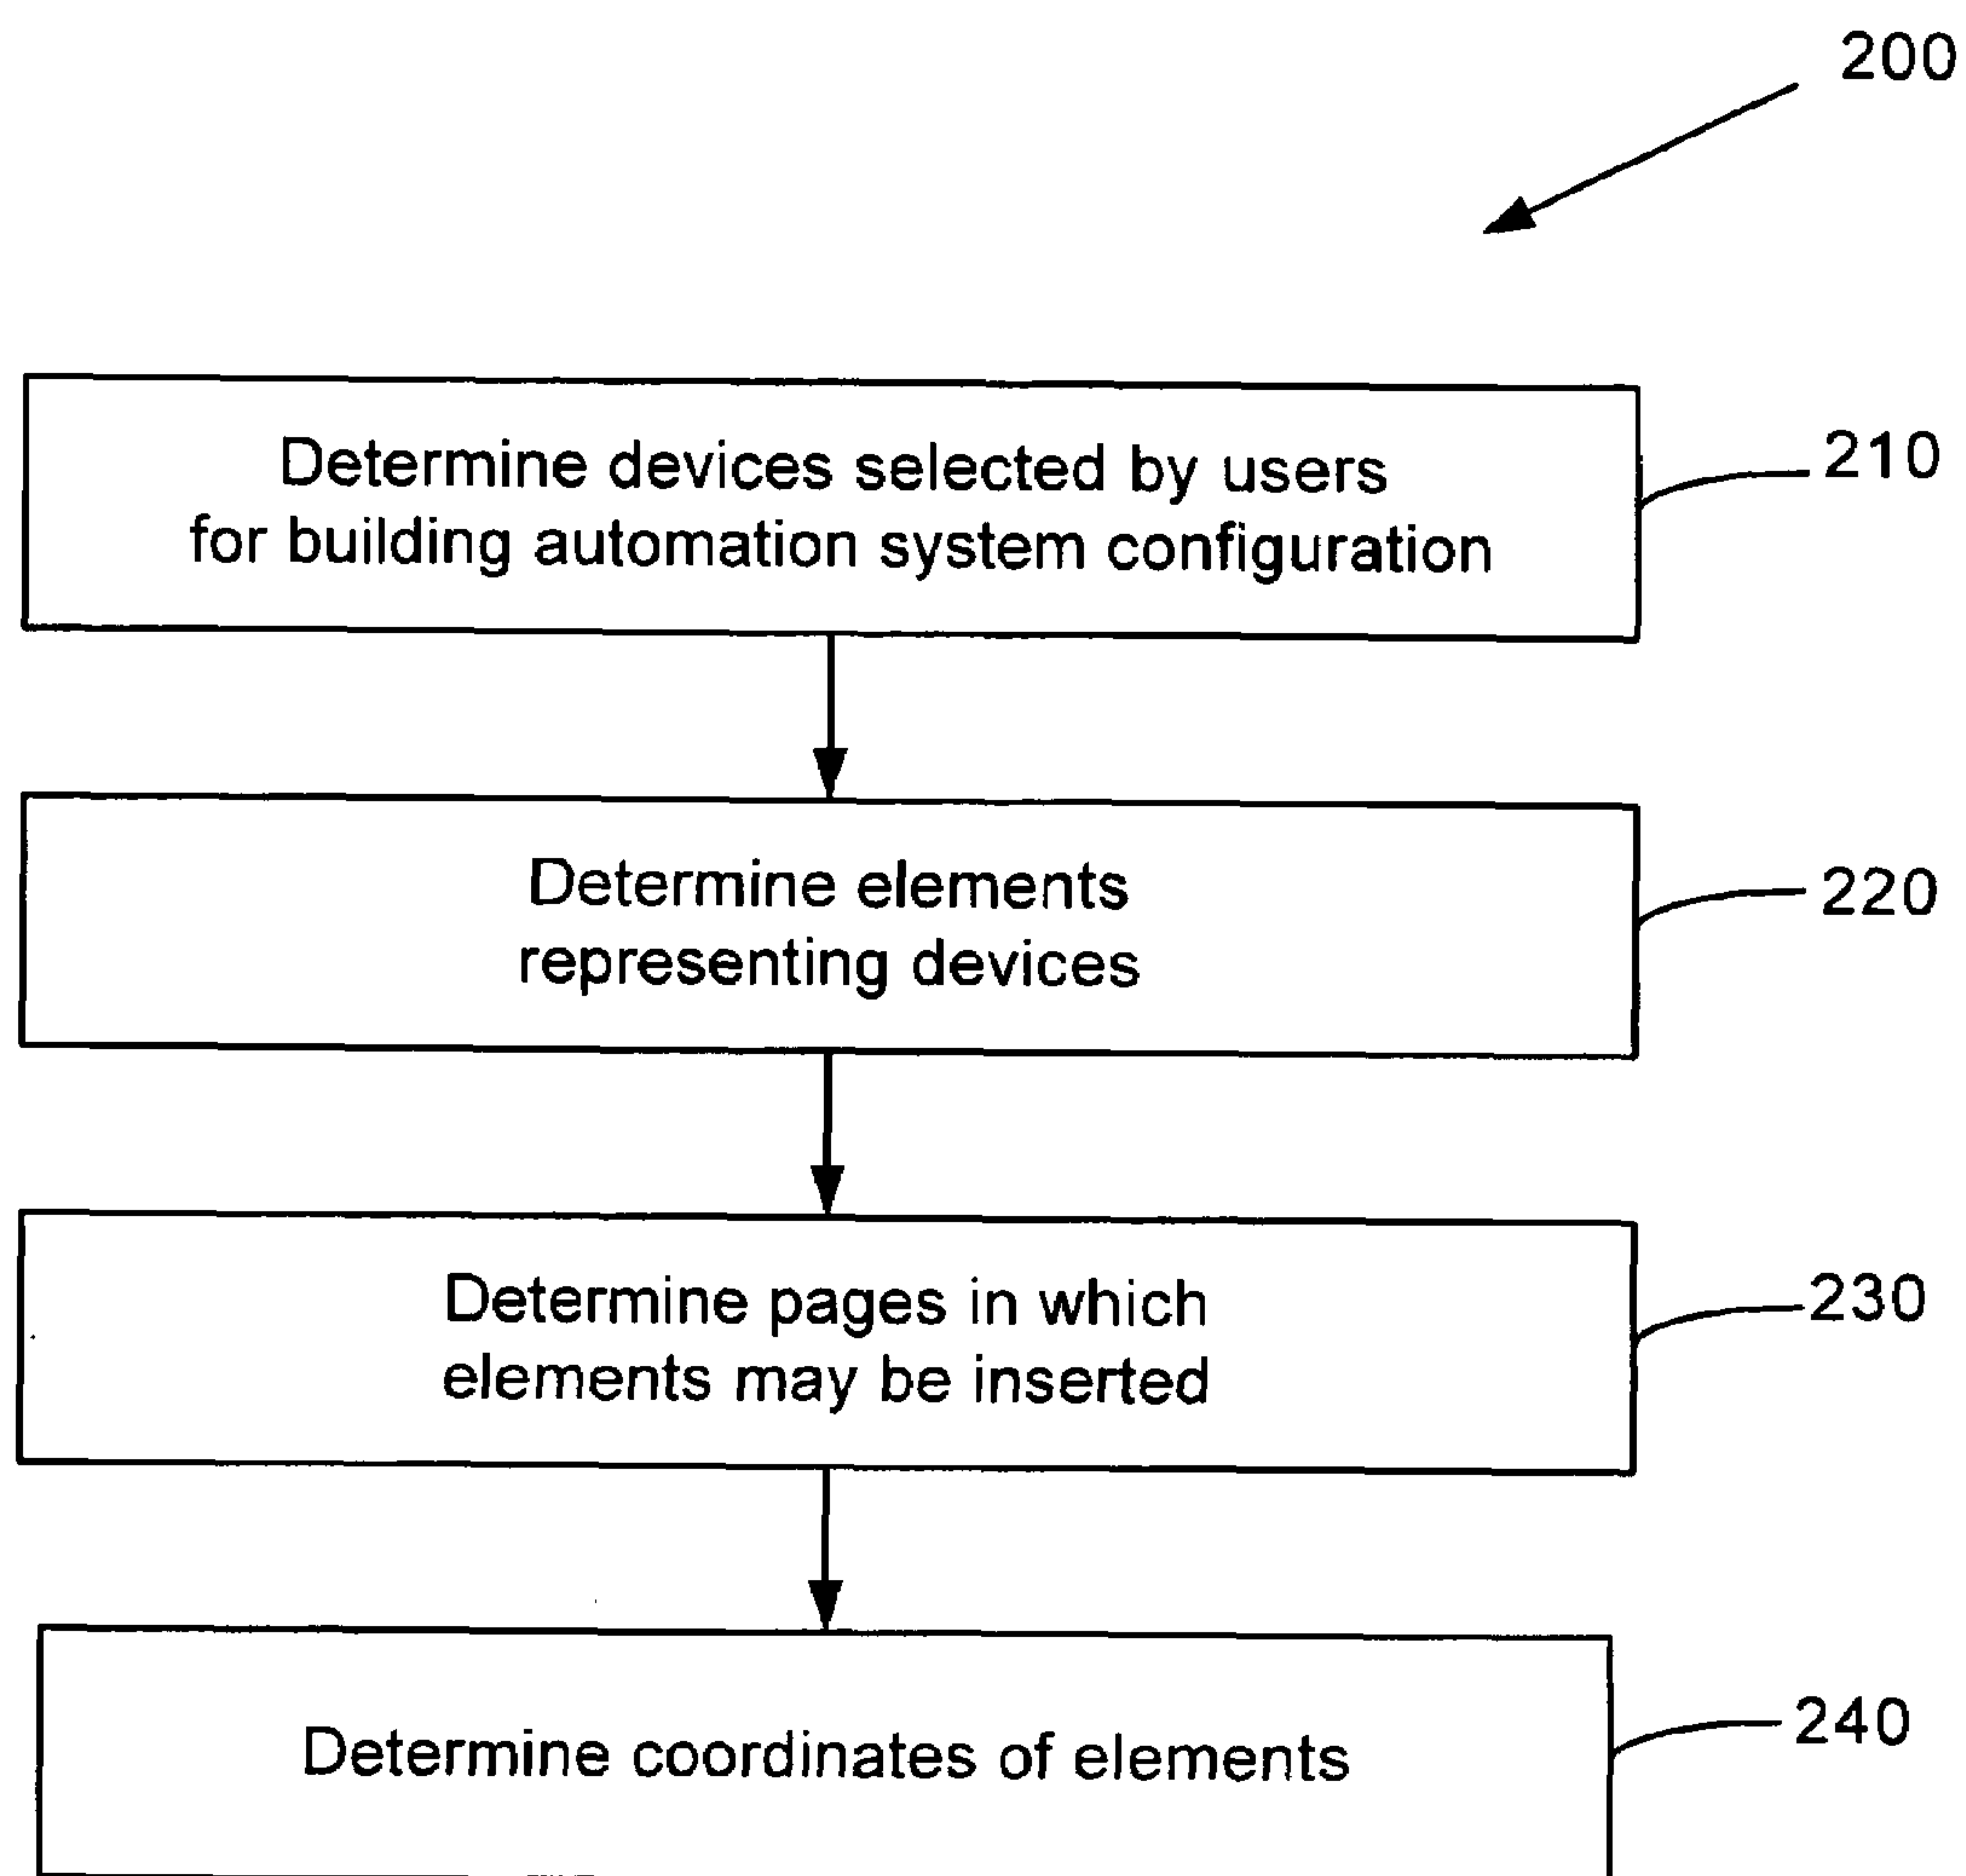 200
Determine devices selected by users
for building automation system configuration
210
Determine elements
representing devices
220
Determine pages in which
elements may be inserted
230
Determine coordinates of elements
240